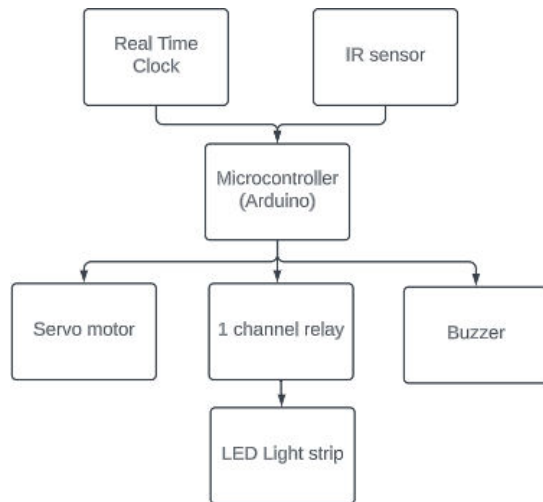 Real Time
Clock
IR sensor
Microcontroller
(Arduino)
Servo motor
1 channel relay
Buzzer
LED Light strip